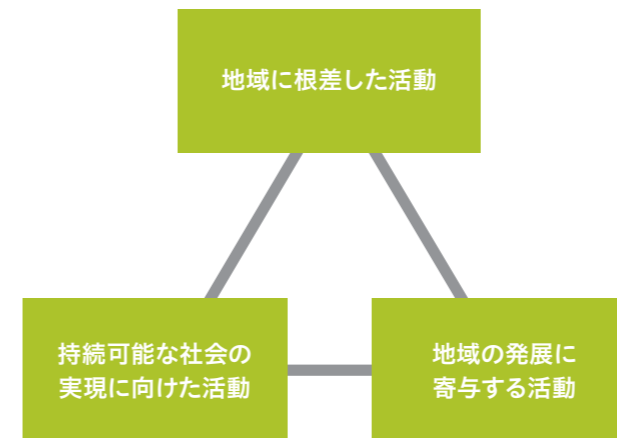 地域に根差した活動
持続可能な社会の
実現に向けた活動
地域の発展に
寄与する活動